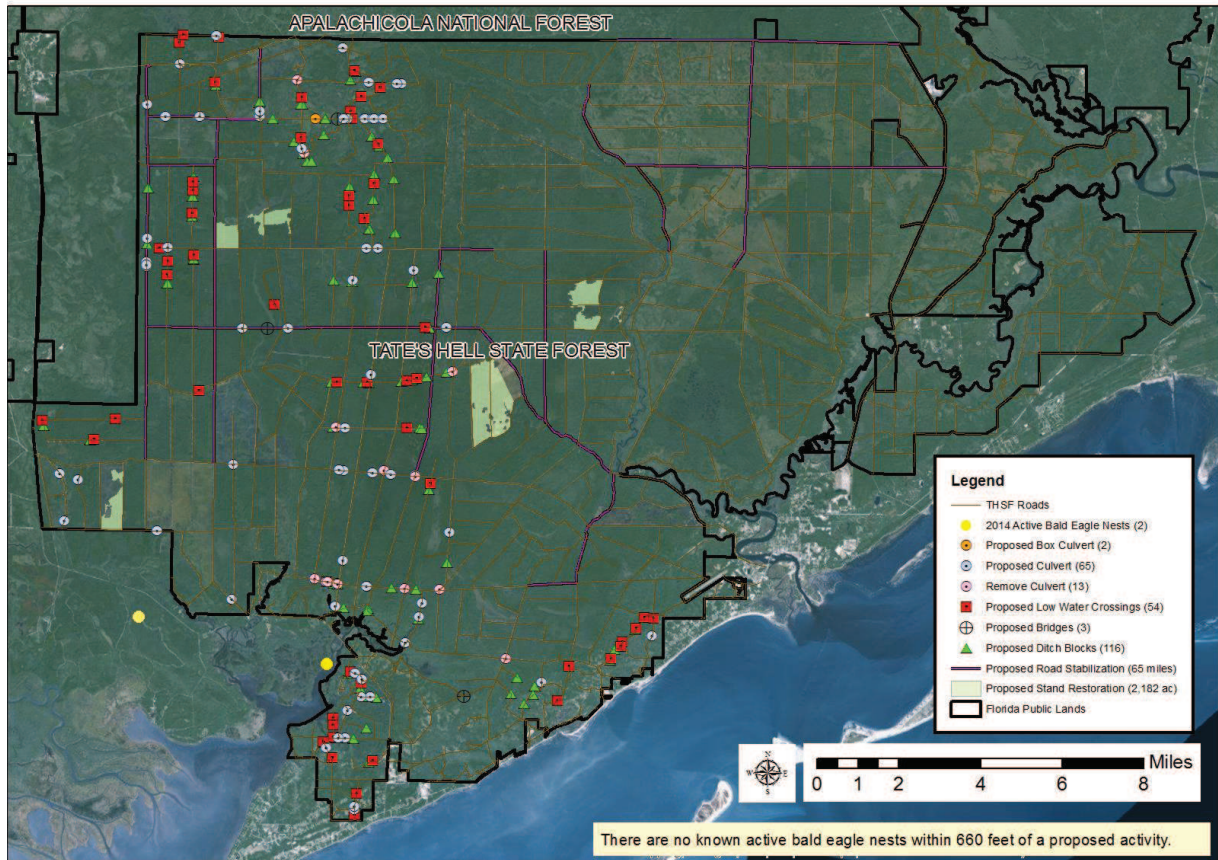 APALACHICOLA NATIONAL FOREST
TATE'S HELL STATE FOREST
Legend
THSF Roads
2014 Active Bald Eagle Nests (2)
Proposed Box Culvert (2)
Proposed Culvert (65)
Remove Culvert (13)
Proposed Low Water Crossings (54)
Proposed Bridges (3)
Proposed Ditch Blocks (116)
Proposed Road Stabilization (65 miles)
Proposed Stand Restoration (2,182 ac)
Florida Public Lands
N
W E
S
Miles
0 1 2 4 6 8
There are no known active bald eagle nests within 660 feet of a proposed activity.